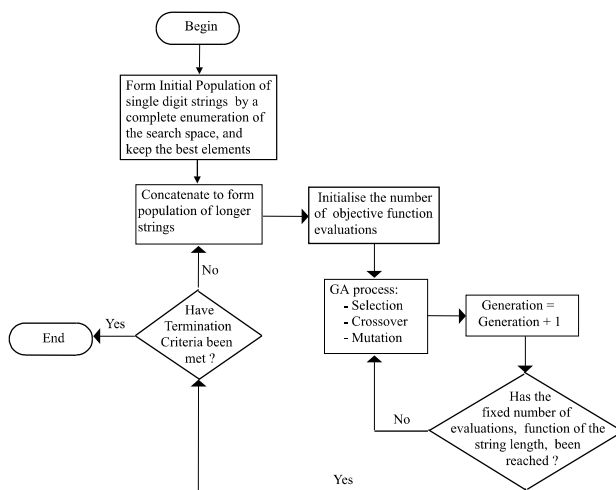 Begin
Form Initial Population of
single digit strings by a
complete enumeration of
the search space, and
keep the best elements
Concatenate to form
population of longer
strings
Initialise the number
of objective function
evaluations
No
GA process:
- Selection
- Crossover
- Mutation
Generation =
Generation + 1
Have
Termination
Criteria been
met ?
Yes
End
Has the
fixed number of
evaluations, function of the
string length, been
reached ?
No
Yes